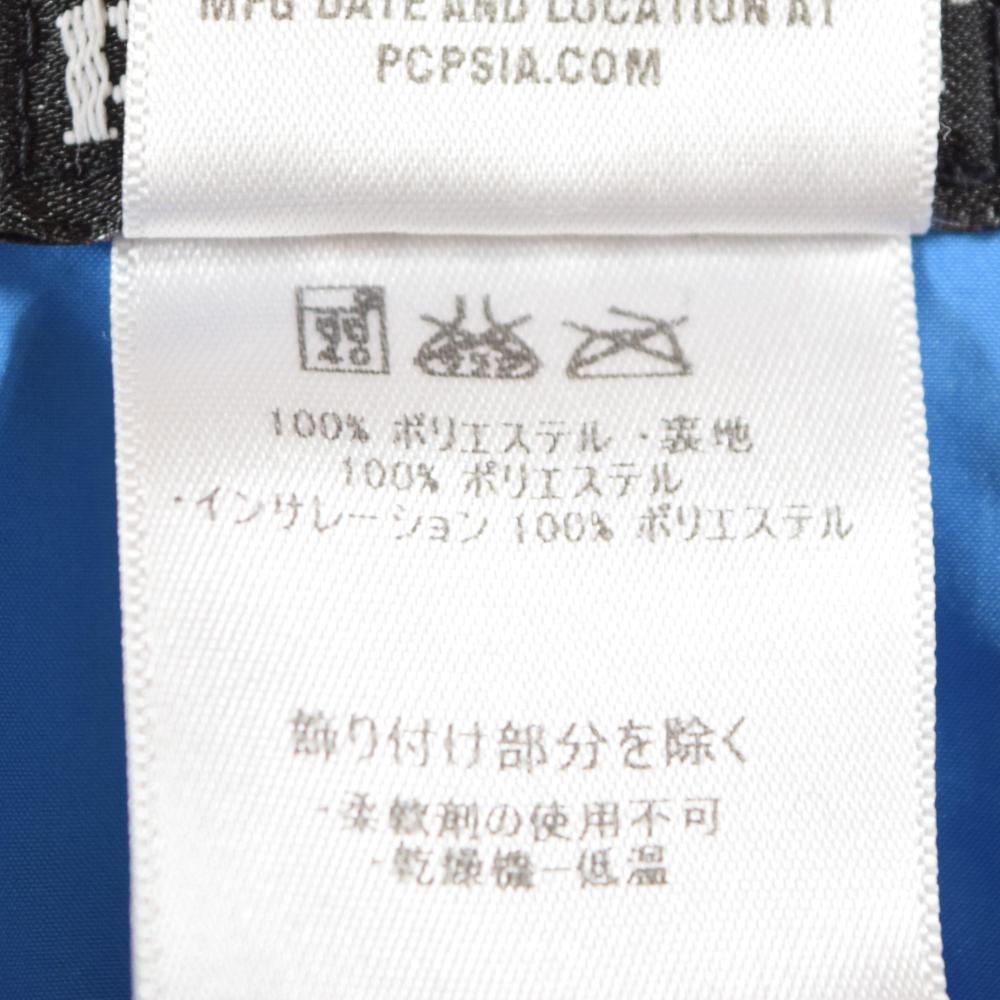 MFG DATE AND LOCATION AT
PCPSIA.COM
100% ポリエステル ・表地
100% ポリエステル
・インサレーション 100% ポリエステル
飾り付け部分を除く
・柔軟剤の使用不可
・乾燥機－低温